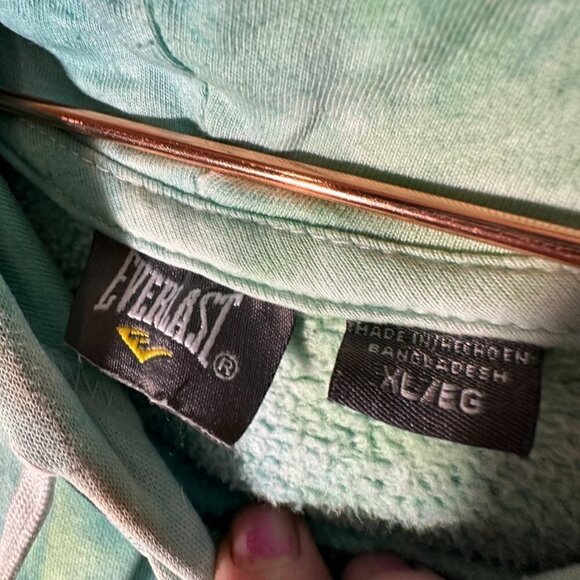 EVERLAST
®
MADE IN/HECHO EN
BANGLADESH
XL/EG